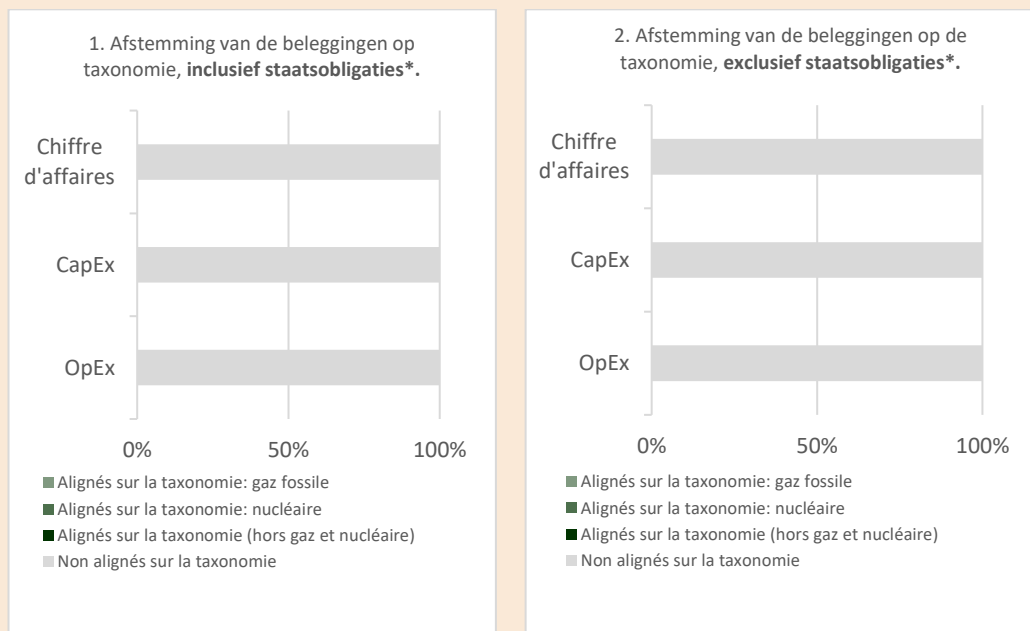 1. Afstemming van de beleggingen op
taxonomie, inclusief staatsobligaties*.
Chiffre
d'affaires
CapEx
OpEx
0% 50% 100%
Alignés sur la taxonomie: gaz fossile
Alignés sur la taxonomie: nucléaire
Alignés sur la taxonomie (hors gaz et nucléaire)
Non alignés sur la taxonomie
2. Afstemming van de beleggingen op de
taxonomie, exclusief staatsobligaties*.
Chiffre
d'affaires
CapEx
OpEx
0% 50% 100%
Alignés sur la taxonomie: gaz fossile
Alignés sur la taxonomie: nucléaire
Alignés sur la taxonomie (hors gaz et nucléaire)
Non alignés sur la taxonomie